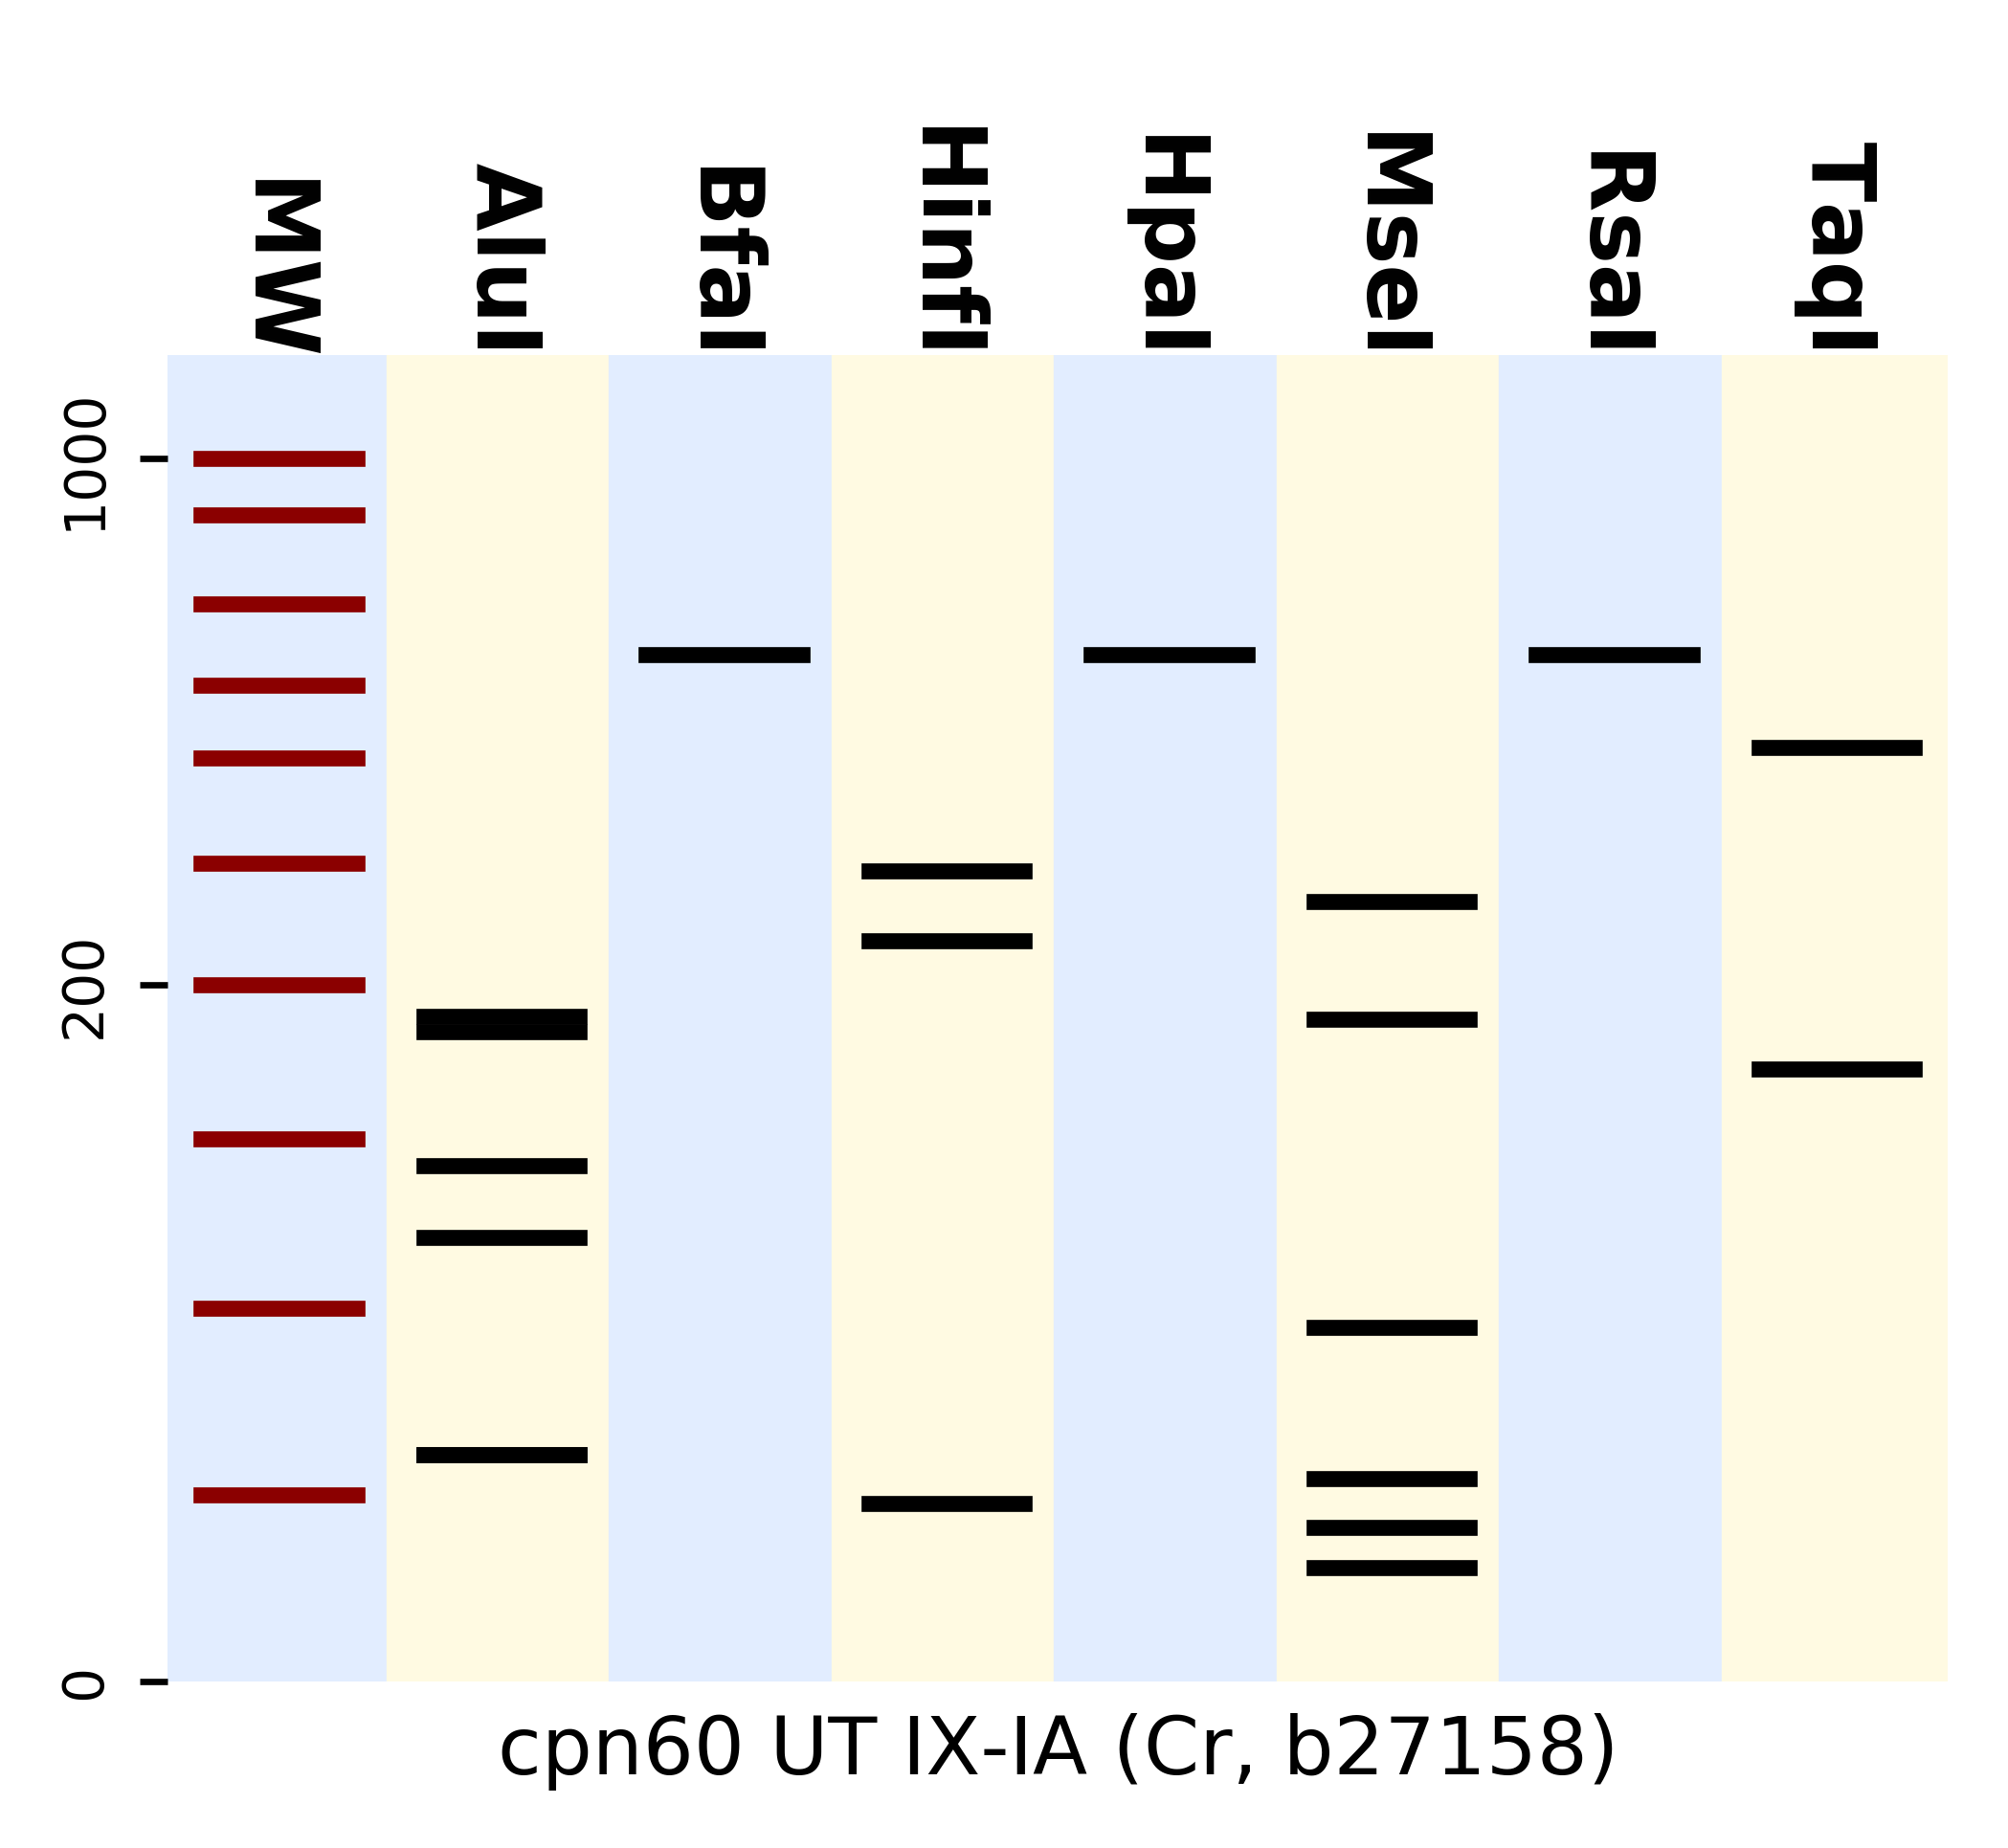 MW
AluI
BfaI
HinfI
HpaI
MseI
RsaI
TaqI
1000
200
0
cpn60 UT IX-IA (Cr, b27158)